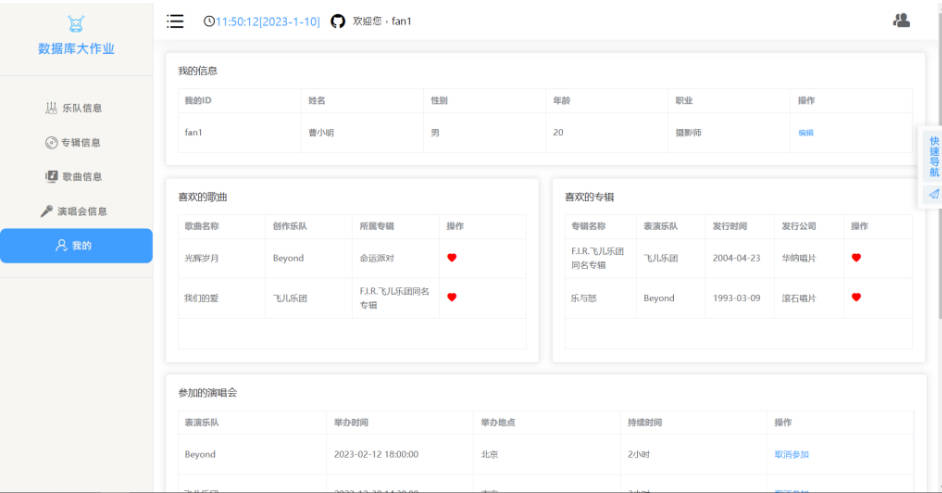 数据库大作业
11:50:12[2023-1-10] 欢迎您，fan1
乐队信息
专辑信息
歌曲信息
演唱会信息
我的
我的信息
我的ID 姓名 性别 年龄 职业 操作
fan1 曹小明 男 20 摄影师 编辑
快速导航
喜欢的歌曲
歌曲名称 创作乐队 所属专辑 操作
光辉岁月 Beyond 命运派对
我们的爱 飞儿乐团 F.I.R.飞儿乐团同名
专辑
喜欢的专辑
专辑名称 表演乐队 发行时间 发行公司 操作
F.I.R.飞儿乐团
同名专辑 飞儿乐团 2004-04-23 华纳唱片
乐与怒 Beyond 1993-03-09 滚石唱片
参加的演唱会
表演乐队 举办时间 举办地点 持续时间 操作
Beyond 2023-02-12 18:00:00 北京 2小时 取消参加